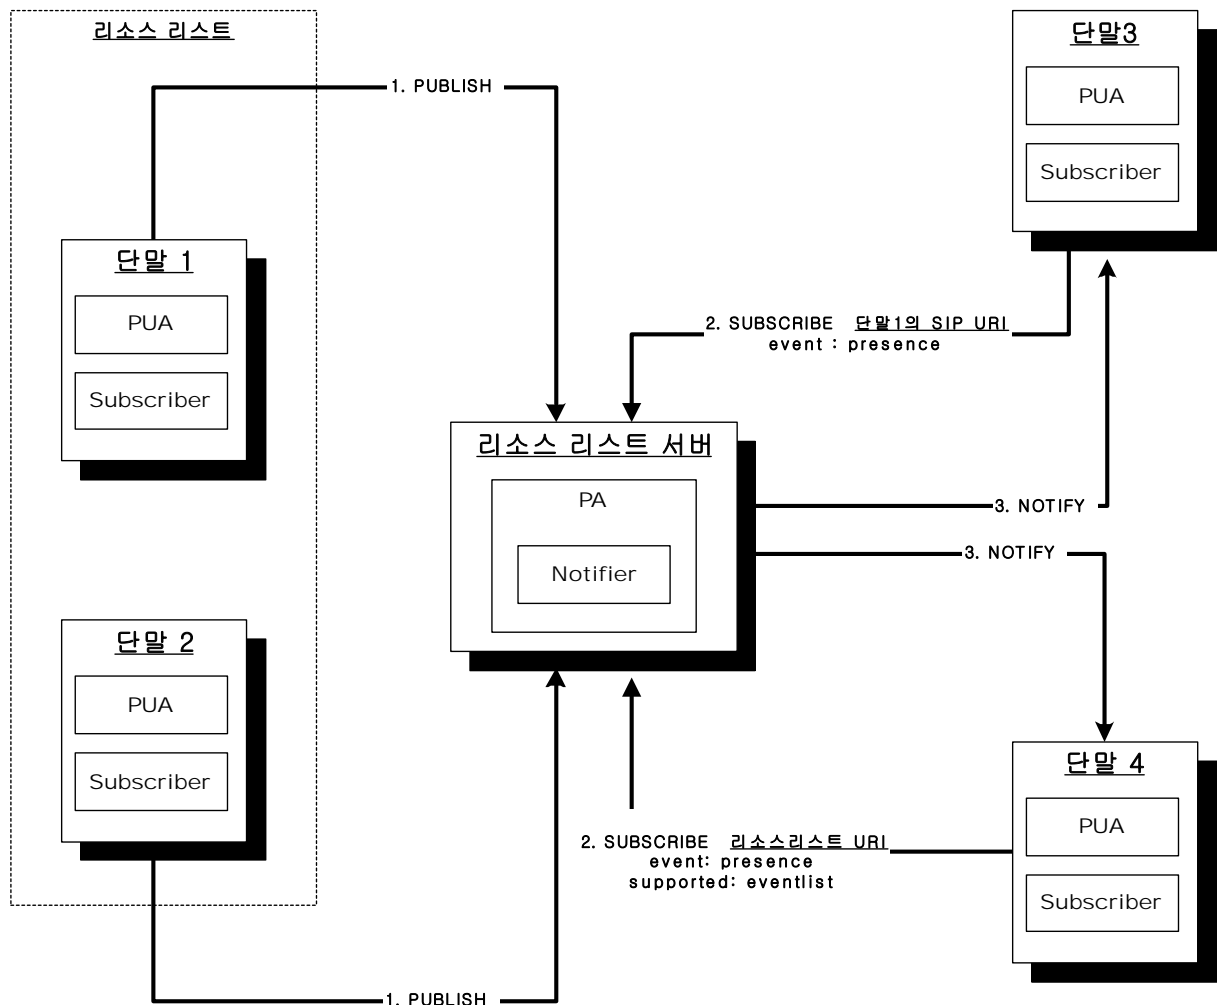 리소스 리스트
단말3
PUA
Subscriber
1. PUBLISH
단말 1
PUA
Subscriber
2. SUBSCRIBE 단말1의 SIP URI
event : presence
리소스 리스트 서버
PA
Notifier
3. NOTIFY
3. NOTIFY
단말 2
PUA
Subscriber
단말 4
PUA
Subscriber
2. SUBSCRIBE 리소스리스트 URI
event: presence
supported: eventlist
1. PUBLISH